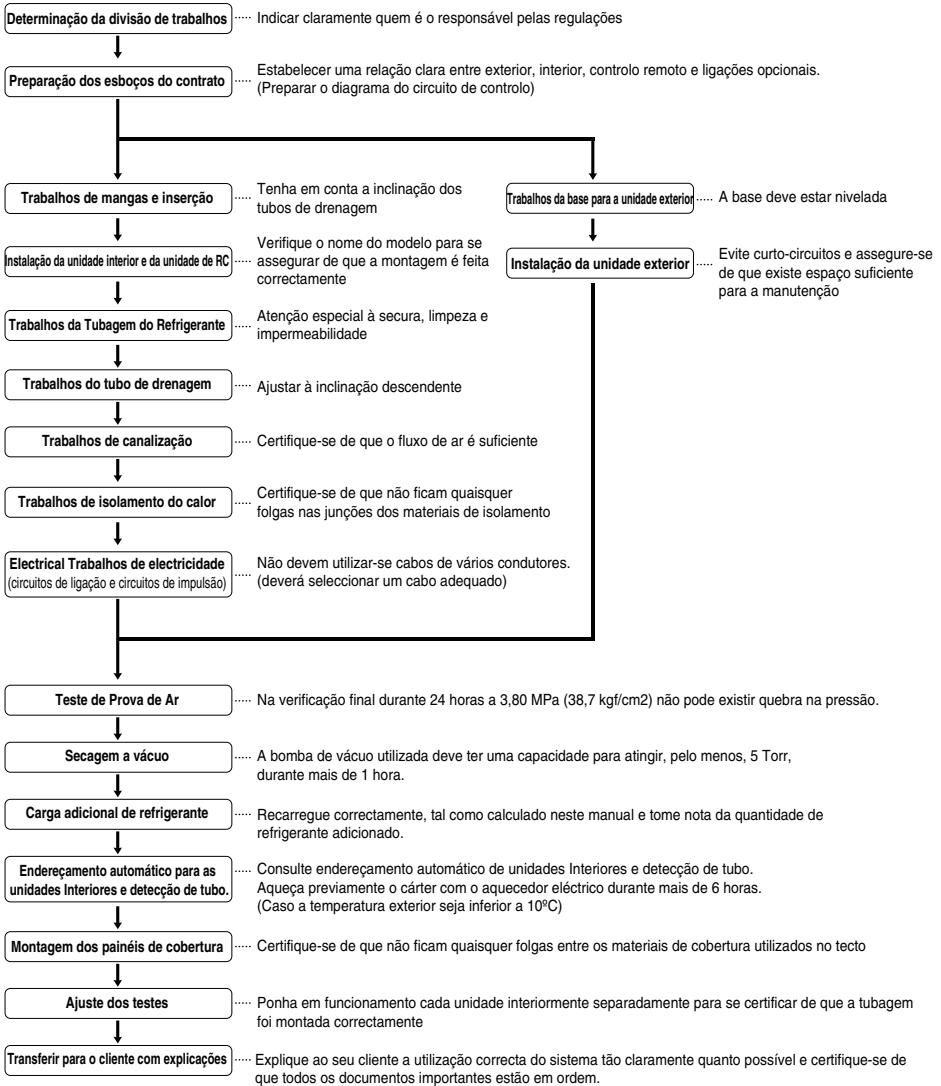 Determinação da divisão de trabalhos
Indicar claramente quem é o responsável pelas regulações
Preparação dos esboços do contrato
Estabelecer uma relação clara entre exterior, interior, controlo remoto e ligações opcionais.
(Preparar o diagrama do circuito de controlo)
Trabalhos de mangas e inserção
Tenha em conta a inclinação dos
tubos de drenagem
Trabalhos da base para a unidade exterior
A base deve estar nivelada
Instalação da unidade interior e da unidade de RC
Verifique o nome do modelo para se
assegurar de que a montagem é feita
correctamente
Instalação da unidade exterior
Evite curto-circuitos e assegure-se
de que existe espaço suficiente
para a manutenção
Trabalhos da Tubagem do Refrigerante
Atenção especial à secura, limpeza e
impermeabilidade
Trabalhos do tubo de drenagem
Ajustar à inclinação descendente
Trabalhos de canalização
Certifique-se de que o fluxo de ar é suficiente
Trabalhos de isolamento do calor
Certifique-se de que não ficam quaisquer
folgas nas junções dos materiais de isolamento
Electrical Trabalhos de electricidade
(circuitos de ligação e circuitos de impulsão)
Não devem utilizar-se cabos de vários condutores.
(deverá seleccionar um cabo adequado)
Teste de Prova de Ar
Na verificação final durante 24 horas a 3,80 MPa (38,7 kgf/cm2) não pode existir quebra na pressão.
Secagem a vácuo
A bomba de vácuo utilizada deve ter uma capacidade para atingir, pelo menos, 5 Torr,
durante mais de 1 hora.
Carga adicional de refrigerante
Recarregue correctamente, tal como calculado neste manual e tome nota da quantidade de
refrigerante adicionado.
Endereçamento automático para as
unidades Interiores e detecção de tubo.
Consulte endereçamento automático de unidades Interiores e detecção de tubo.
Aqueça previamente o cárter com o aquecedor eléctrico durante mais de 6 horas.
(Caso a temperatura exterior seja inferior a 10ºC)
Montagem dos painéis de cobertura
Certifique-se de que não ficam quaisquer folgas entre os materiais de cobertura utilizados no tecto
Ajuste dos testes
Ponha em funcionamento cada unidade interiormente separadamente para se certificar de que a tubagem
foi montada correctamente
Transferir para o cliente com explicações
Explique ao seu cliente a utilização correcta do sistema tão claramente quanto possível e certifique-se de
que todos os documentos importantes estão em ordem.